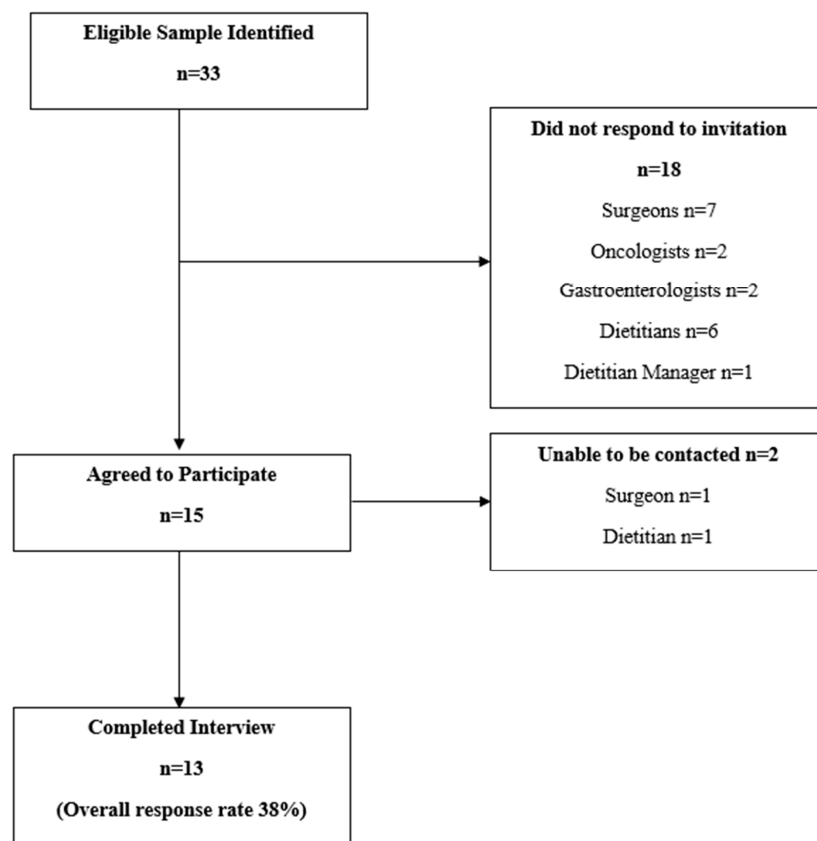 Eligible Sample Identified
n=33
Did not respond to invitation
n=18
Surgeons n=7
Oncologists n=2
Gastroenterologists n=2
Dietitians n=6
Dietitian Manager n=1
Agreed to Participate
n=15
Unable to be contacted n=2
Surgeon n=1
Dietitian n=1
Completed Interview
n=13
(Overall response rate 38%)